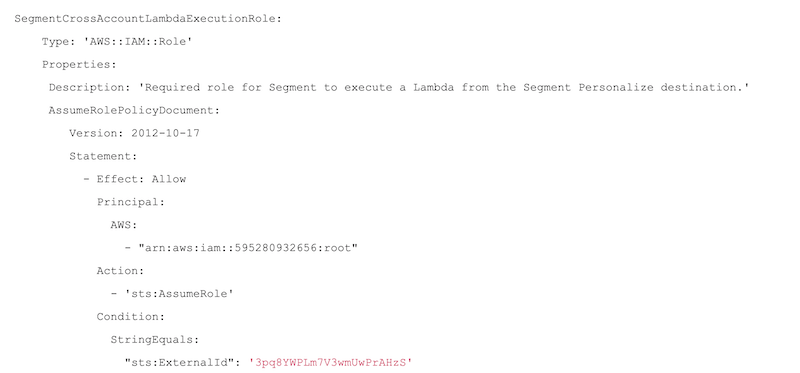 SegmentCrossAccountLambdaExecutionRole:
Type: 'AWS::IAM::Role'
Properties:
Description: 'Required role for Segment to execute a Lambda from the Segment Personalize destination.'
AssumeRolePolicyDocument:
Version: 2012-10-17
Statement:
- Effect: Allow
Principal:
AWS:
- "arn:aws:iam::595280932656:root"
Action:
- 'sts:AssumeRole'
Condition:
StringEquals:
"sts:ExternalId": '3pq8YWPLm7V3wmUwPrAHzS'